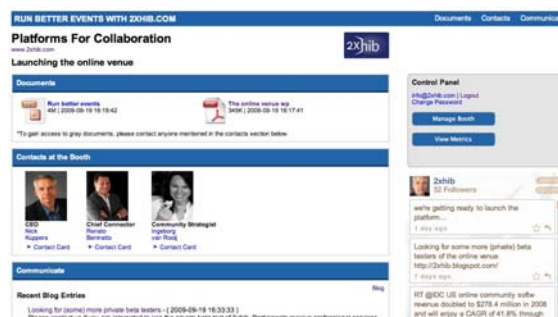 RUN BETTER EVENTS WITH 2XHIB.COM
Documents Contacts
Platforms For Collaboration
www.2xhib.com
2xhib
Launching the online venue
Documents
Run better events
4M | 2009-09-19 16:19:42
The online venue wp
349K | 2009-09-19 16:17:41
*To gain access to grey documents, please contact anyone mentioned in the contacts section below.
Contacts at the Booth
CEO
Nick
Kuppers
Contact Card
Chief Connector
Renato
Beninatto
Contact Card
Community Strategist
Ingeborg
van Rooij
Contact Card
Communicate
Blog
Recent Blog Entries
Looking for (some) more private beta testers - ( 2009-09-19 16:33:33 )
Control Panel
info@2xhib.com | Logout
Change Password
Manage Booth
View Metrics
2xhib
52 Followers
we're getting ready to launch the
platform...
1 day ago
Looking for some more (private) beta
testers of the online venue
http://2xhib.blogspot.com/
7 days ago
RT @IDC US online community softw
revenue doubled to $278.4 million in 2008
and will enjoy a CAGR of 41.8% through